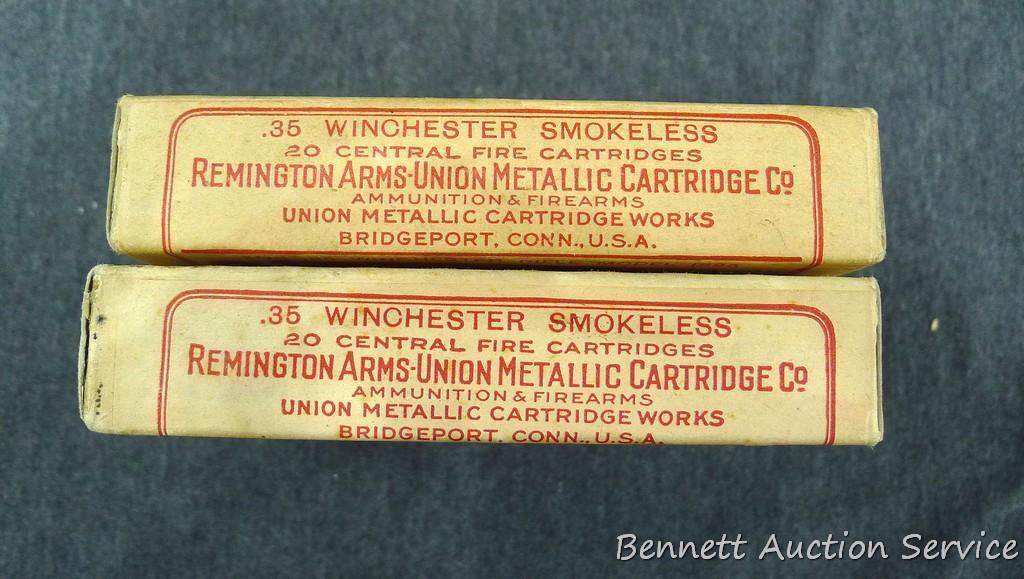 .35 WINCHESTER SMOKELESS
20 CENTRAL FIRE CARTRIDGES
REMINGTON ARMS-UNION METALLIC CARTRIDGE CO
AMMUNITION & FIREARMS
UNION METALLIC CARTRIDGE WORKS
BRIDGEPORT, CONN., U.S.A.
.35 WINCHESTER SMOKELESS
20 CENTRAL FIRE CARTRIDGES
REMINGTON ARMS-UNION METALLIC CARTRIDGE CO
AMMUNITION & FIREARMS
UNION METALLIC CARTRIDGE WORKS
BRIDGEPORT, CONN., U.S.A.
Bennett Auction Service